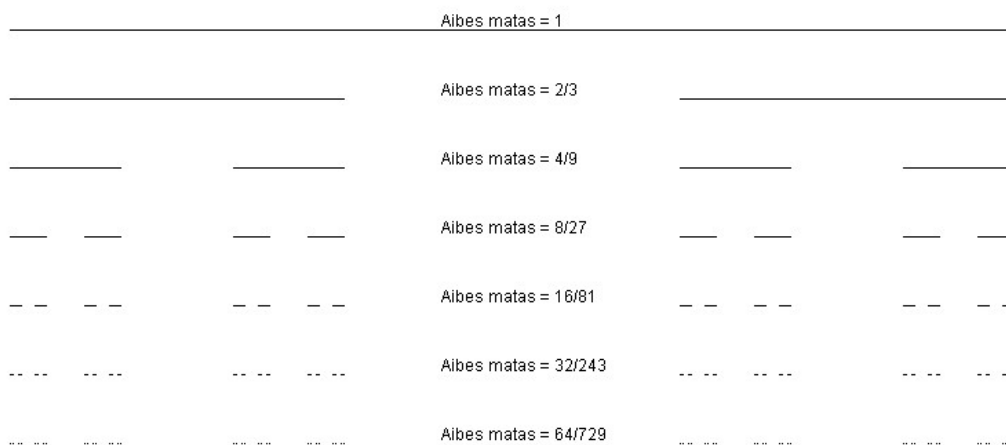 Aibes matas = 1
Aibes matas = 2/3
Aibes matas = 4/9
Aibes matas = 8/27
Aibes matas = 16/81
Aibes matas = 32/243
Aibes matas = 64/729